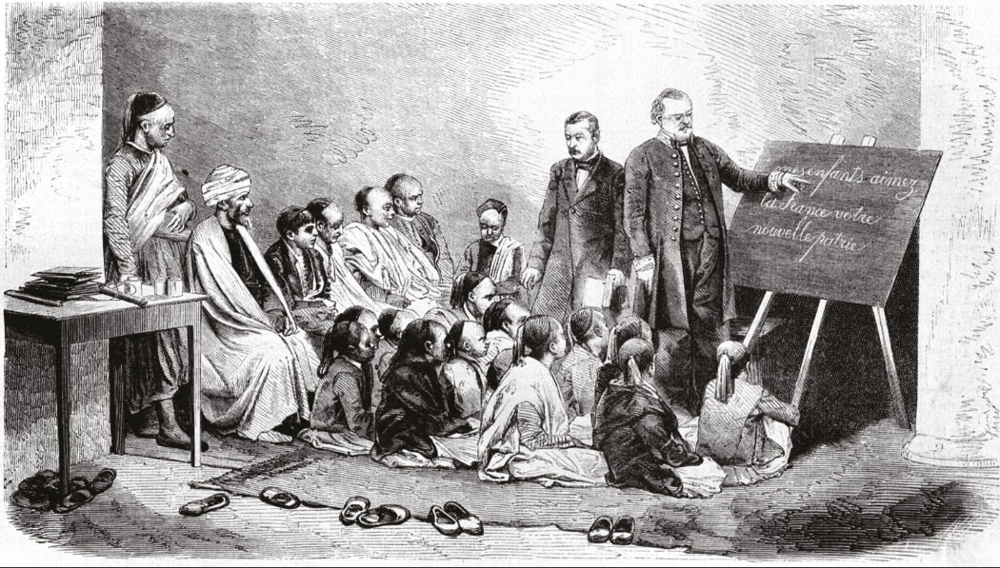 mes enfants aimez
la France votre
nouvelle patrie